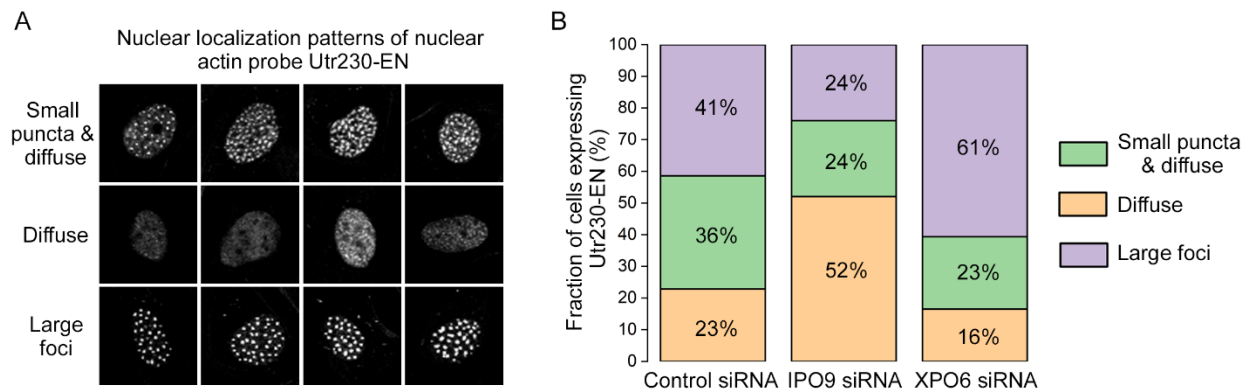 A
Nuclear localization patterns of nuclear
actin probe Utr230-EN
Small
puncta &
diffuse
Diffuse
Large
foci
B
Fraction of cells expressing
Utr230-EN (%)
100
90
80
70
60
50
40
30
20
10
0
41%
36%
23%
24%
24%
52%
61%
23%
16%
Control siRNA
IPO9 siRNA
XPO6 siRNA
Small puncta
& diffuse
Diffuse
Large foci